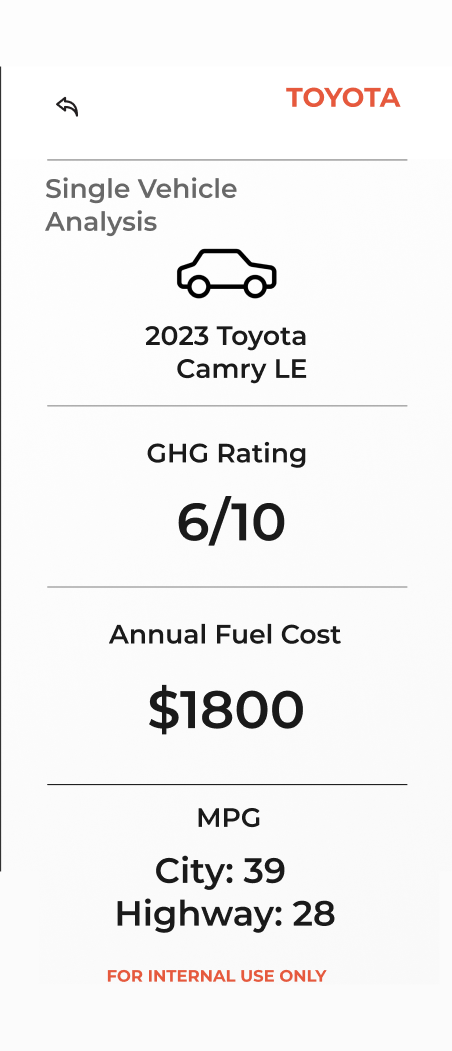 TOYOTA
Single Vehicle
Analysis
2023 Toyota
Camry LE
GHG Rating
6/10
Annual Fuel Cost
$1800
MPG
City: 39
Highway: 28
FOR INTERNAL USE ONLY